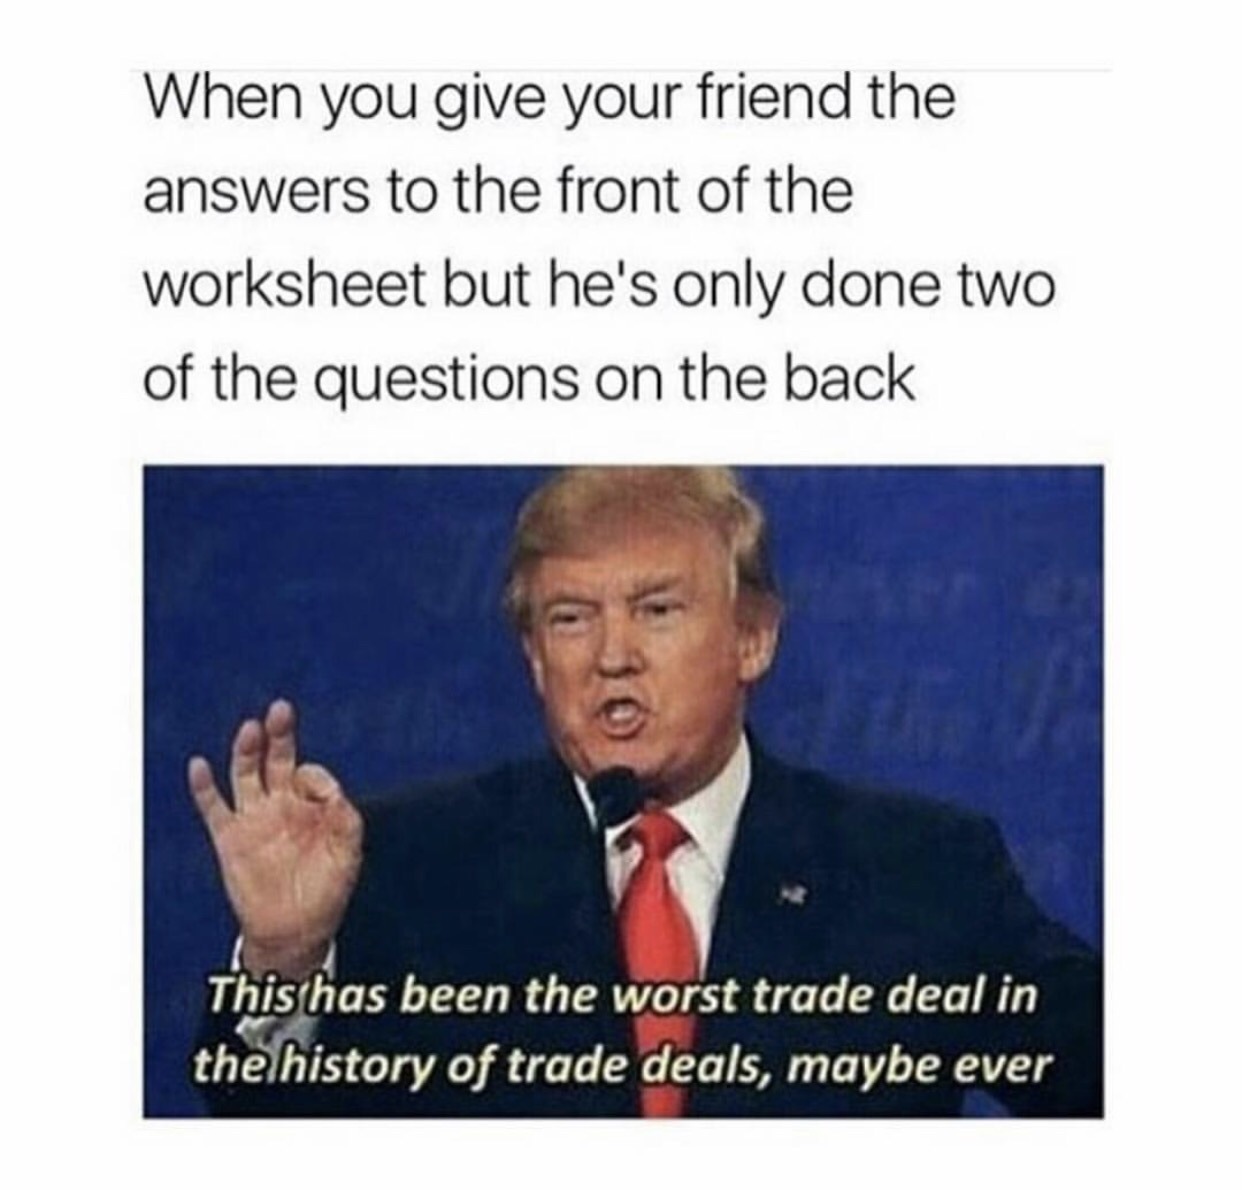 When you give your friend the
answers to the front of the
worksheet but he's only done two
of the questions on the back
This has been the worst trade deal in
the history of trade deals, maybe ever